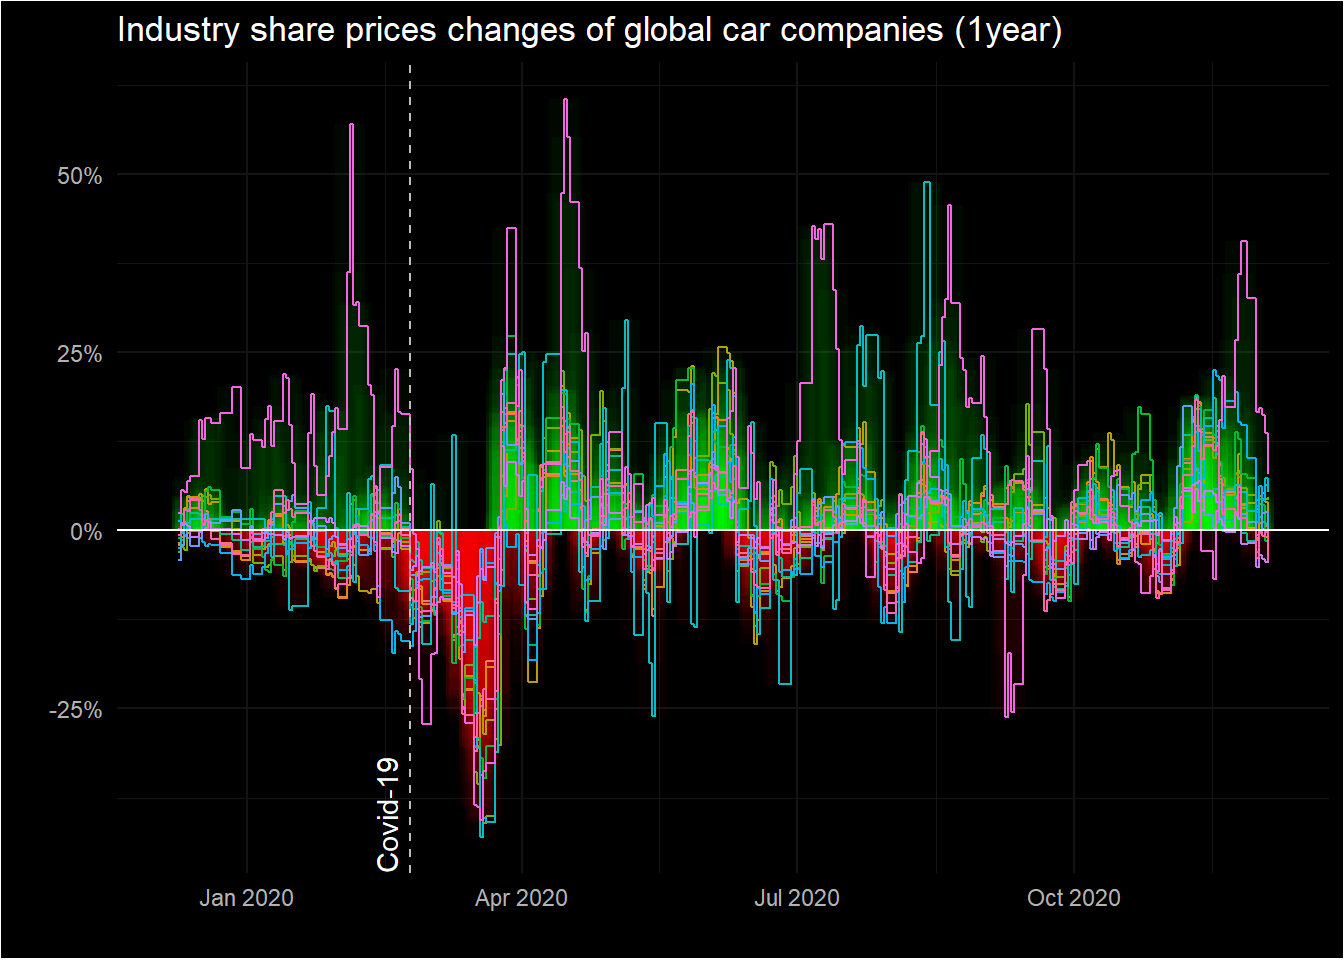 Industry share prices changes of global car companies (1year)
50%
25%
0%
-25%
Covid-19
Jan 2020
Apr 2020
Jul 2020
Oct 2020